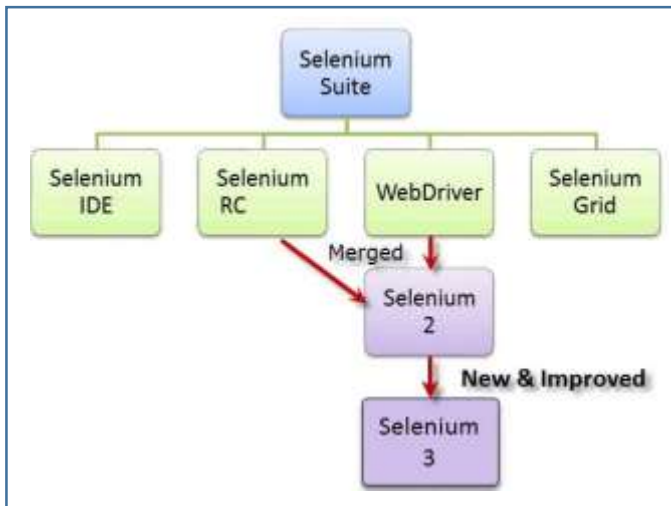 Selenium
Suite
Selenium
IDE
Selenium
RC
WebDriver
Selenium
Grid
Merged
Selenium
2
New & Improved
Selenium
3